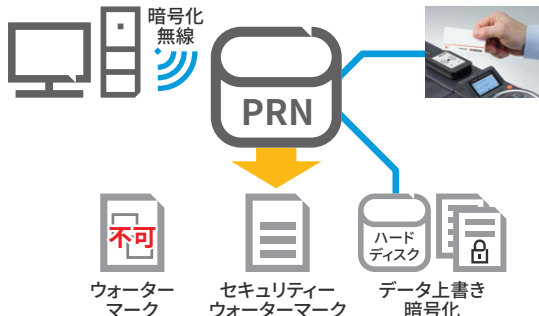 暗号化
無線
PRN
不可
ハード
ディスク
ウォーター
マーク
セキュリティー
ウォーターマーク
データ上書き
暗号化